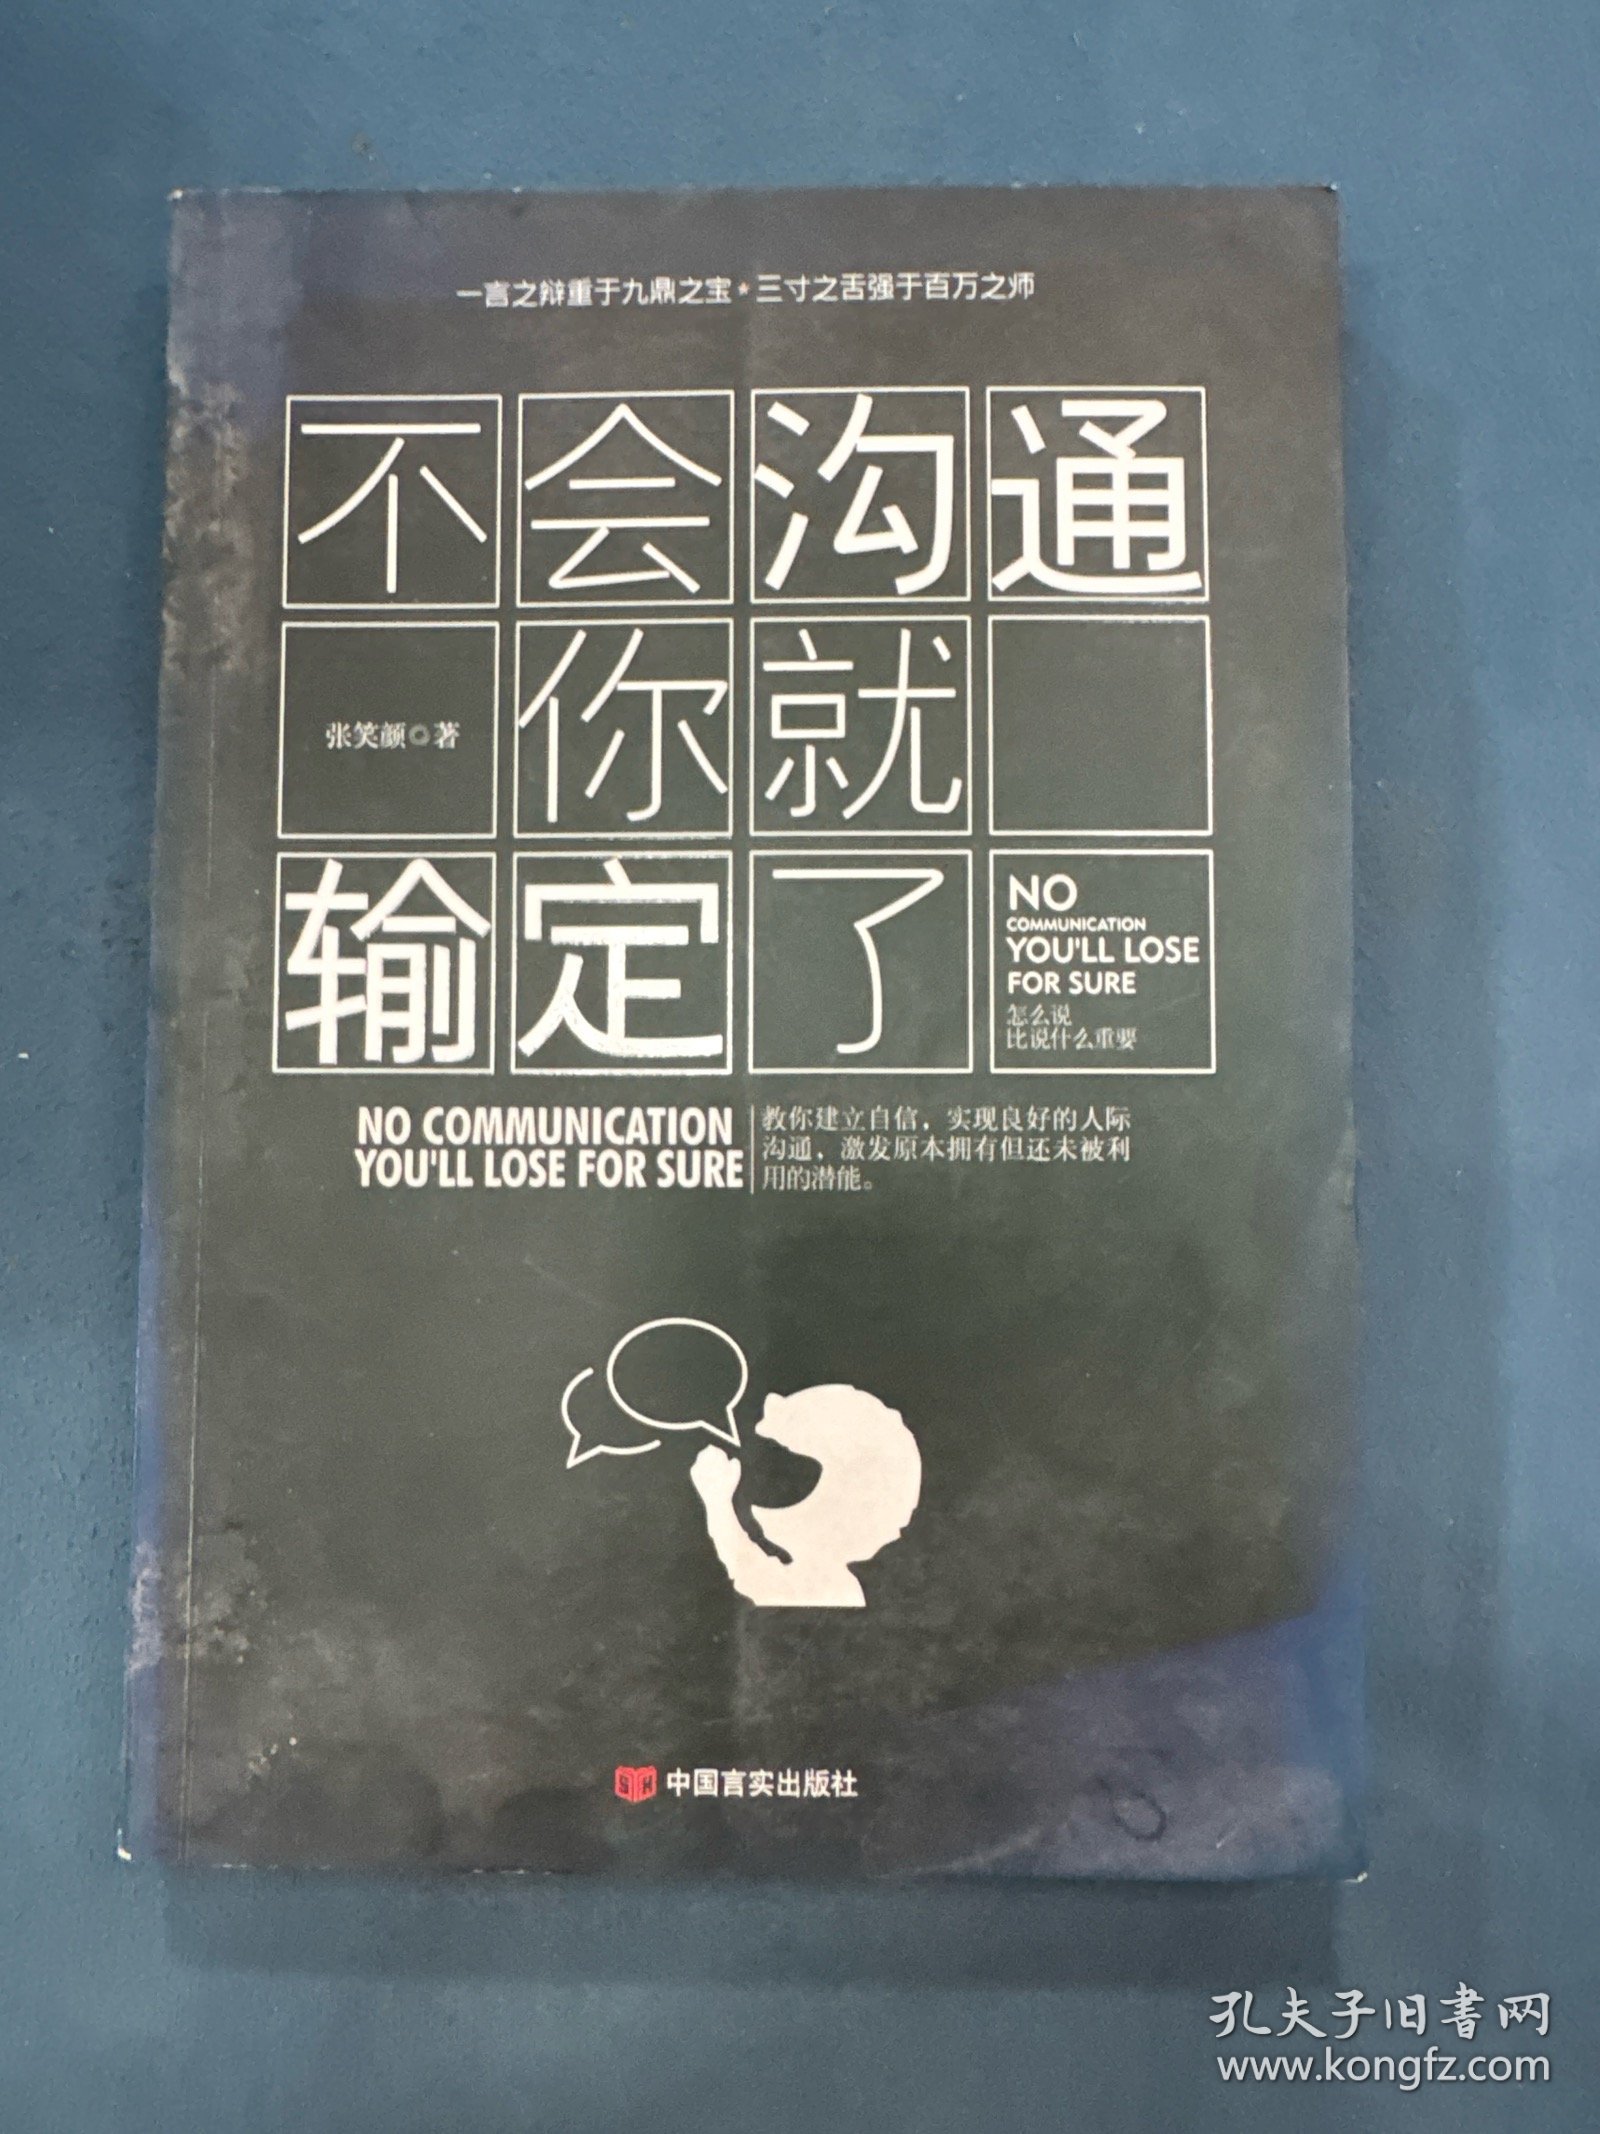 一言之辩重于九鼎之宝★三寸之舌强于百万之师
不会沟通
张笑颜◎著
你就
输定了
NO
COMMUNICATION
YOU'LL LOSE
FOR SURE
怎么说
比说什么重要
NO COMMUNICATION
YOU'LL LOSE FOR SURE
教你建立自信，实现良好的人际
沟通，激发原本拥有但还未被利
用的潜能。
SH 中国言实出版社
孔夫子旧书网
www.kongfz.com